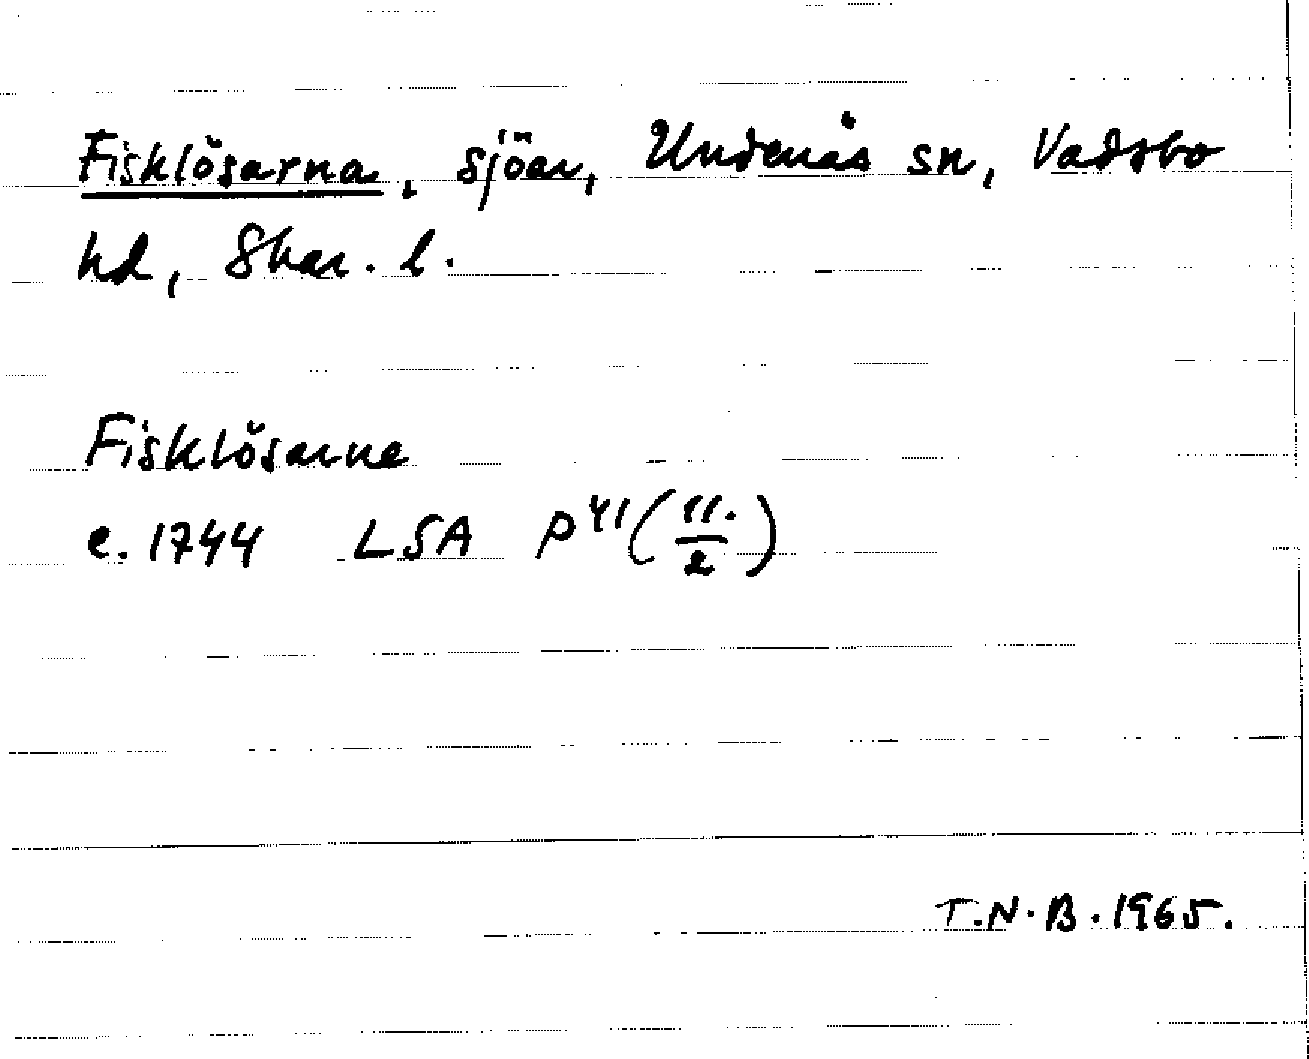 Fisklösarna, sjöar, Undenäs sn, Vadsbo
hd, Skar. l.
Fisklösarne
c. 1744 LSA P41(11./2)
T.N.B. 1965.